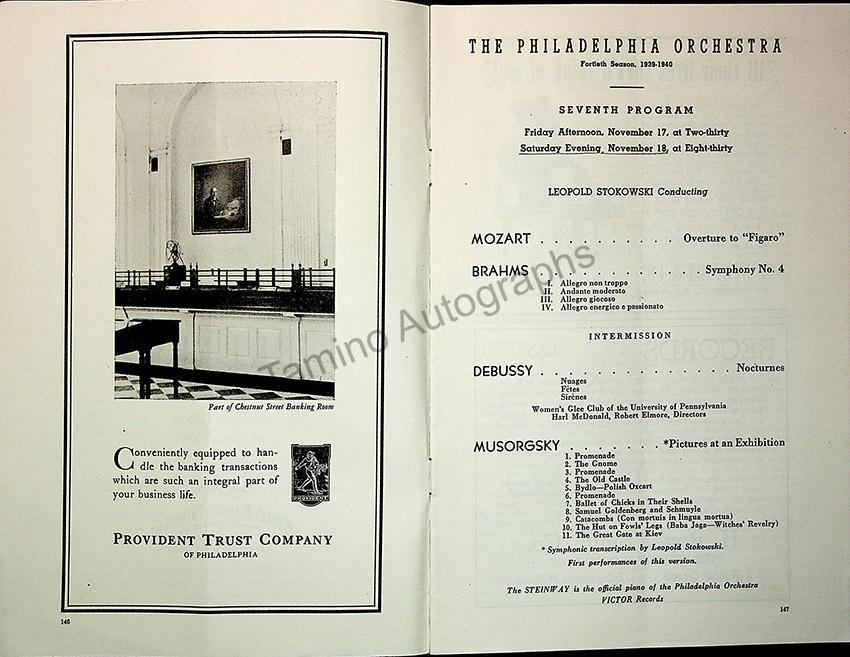 Part of Chestnut Street Banking Room
Conveniently equipped to han-
dle the banking transactions
which are such an integral part of
your business life.
PROVIDENT
PROVIDENT TRUST COMPANY
OF PHILADELPHIA
146
THE PHILADELPHIA ORCHESTRA
Fortieth Season, 1939-1940
SEVENTH PROGRAM
Friday Afternoon, November 17, at Two-thirty
Saturday Evening, November 18, at Eight-thirty
LEOPOLD STOKOWSKI Conducting
MOZART . . . . . . . . . . Overture to "Figaro"
BRAHMS . . . . . . . . . . . . Symphony No. 4
I. Allegro non troppo
II. Andante moderato
III. Allegro giocoso
IV. Allegro energico e passionato
INTERMISSION
DEBUSSY . . . . . . . . . . . . . . Nocturnes
Nuages
Fêtes
Sirènes
Women's Glee Club of the University of Pennsylvania
Harl McDonald, Robert Elmore, Directors
MUSORGSKY . . . . . . . *Pictures at an Exhibition
1. Promenade
2. The Gnome
3. Promenade
4. The Old Castle
5. Bydlo—Polish Oxcart
6. Promenade
7. Ballet of Chicks in Their Shells
8. Samuel Goldenberg and Schmuyle
9. Catacombs (Con mortuis in lingua mortua)
10. The Hut on Fowls' Legs (Baba Jaga—Witches' Revelry)
11. The Great Gate at Kiev
* Symphonic transcription by Leopold Stokowski.
First performances of this version.
The STEINWAY is the official piano of the Philadelphia Orchestra
VICTOR Records
147
Tamino Autographs